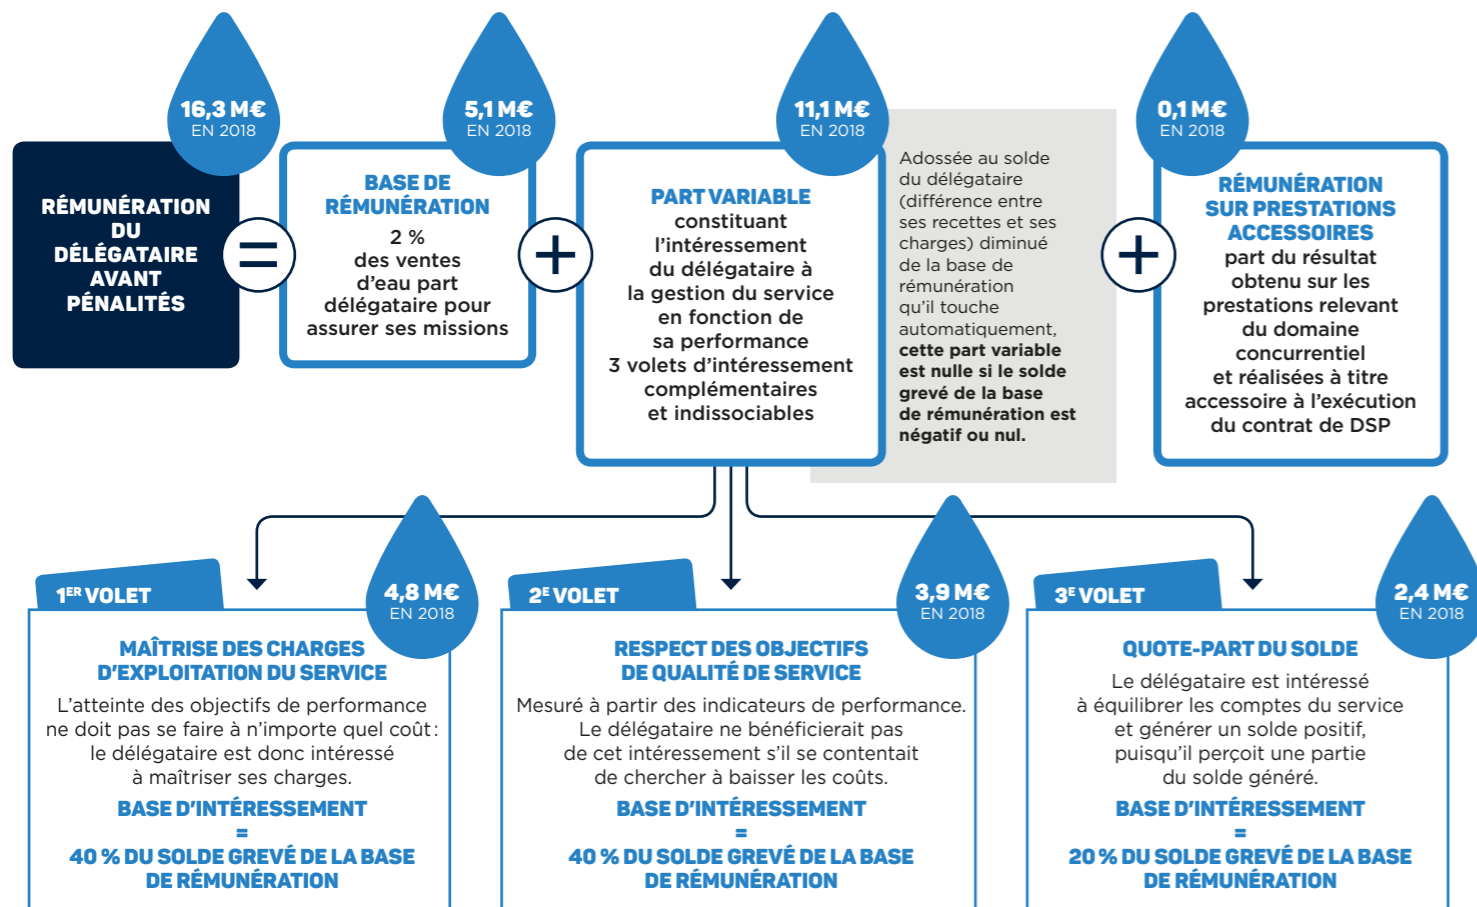 16,3 M€
EN 2018
RÉMUNÉRATION
DU
DÉLÉGATAIRE
AVANT
PÉNALITÉS
=
5,1 M€
EN 2018
BASE DE
RÉMUNÉRATION
2 %
des ventes
d'eau part
délégataire pour
assurer ses missions
+
11,1 M€
EN 2018
PART VARIABLE
constituant
l'intéressement
du délégataire à
la gestion du service
en fonction de
sa performance
3 volets d'intéressement
complémentaires
et indissociables
Adossée au solde
du délégataire
(différence entre
ses recettes et ses
charges) diminué
de la base de
rémunération
qu'il touche
automatiquement,
cette part variable
est nulle si le solde
grevé de la base
de rémunération est
négatif ou nul.
+
0,1 M€
EN 2018
RÉMUNÉRATION
SUR PRESTATIONS
ACCESSOIRES
part du résultat
obtenu sur les
prestations relevant
du domaine
concurrentiel
et réalisées à titre
accessoire à l'exécution
du contrat de DSP
1ER VOLET
4,8 M€
EN 2018
MAÎTRISE DES CHARGES
D'EXPLOITATION DU SERVICE
L'atteinte des objectifs de performance
ne doit pas se faire à n'importe quel coût :
le délégataire est donc intéressé
à maîtriser ses charges.
BASE D'INTÉRESSEMENT
=
40 % DU SOLDE GREVÉ DE LA BASE
DE RÉMUNÉRATION
2E VOLET
3,9 M€
EN 2018
RESPECT DES OBJECTIFS
DE QUALITÉ DE SERVICE
Mesuré à partir des indicateurs de performance.
Le délégataire ne bénéficierait pas
de cet intéressement s'il se contentait
de chercher à baisser les coûts.
BASE D'INTÉRESSEMENT
=
40 % DU SOLDE GREVÉ DE LA BASE
DE RÉMUNÉRATION
3E VOLET
2,4 M€
EN 2018
QUOTE-PART DU SOLDE
Le délégataire est intéressé
à équilibrer les comptes du service
et générer un solde positif,
puisqu'il perçoit une partie
du solde généré.
BASE D'INTÉRESSEMENT
=
20 % DU SOLDE GREVÉ DE LA BASE
DE RÉMUNÉRATION